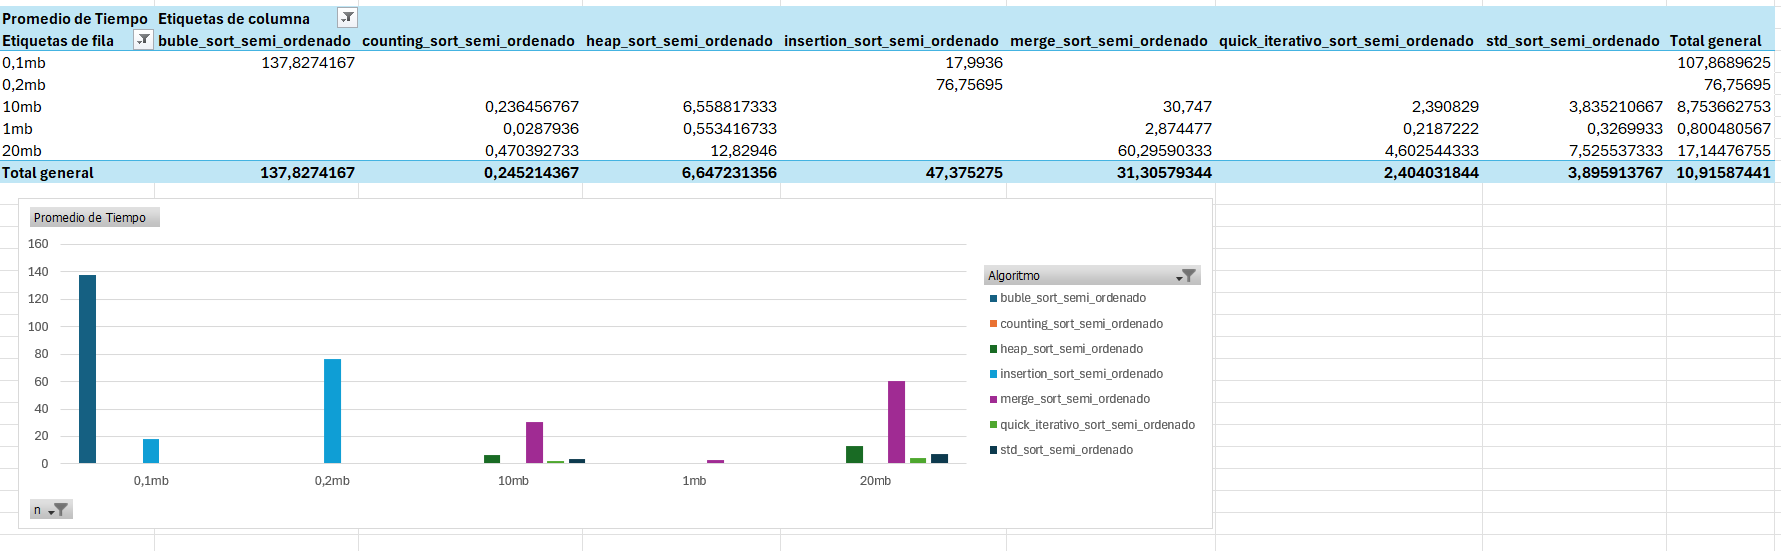 Promedio de Tiempo Etiquetas de columna
Etiquetas de fila buble_sort_semi_ordenado counting_sort_semi_ordenado heap_sort_semi_ordenado insertion_sort_semi_ordenado merge_sort_semi_ordenado quick_iterativo_sort_semi_ordenado std_sort_semi_ordenado Total general
0,1mb 137,8274167 17,9936 107,8689625
0,2mb 76,75695 76,75695
10mb 0,236456767 6,558817333 30,747 2,390829 3,835210667 8,753662753
1mb 0,0287936 0,553416733 2,874477 0,2187222 0,3269933 0,800480567
20mb 0,470392733 12,82946 60,29590333 4,602544333 7,525537333 17,14476755
Total general 137,8274167 0,245214367 6,647231356 47,375275 31,30579344 2,404031844 3,895913767 10,91587441
Promedio de Tiempo
160
140
120
100
80
60
40
20
0
0,1mb 0,2mb 10mb 1mb 20mb
n
Algoritmo
buble_sort_semi_ordenado
counting_sort_semi_ordenado
heap_sort_semi_ordenado
insertion_sort_semi_ordenado
merge_sort_semi_ordenado
quick_iterativo_sort_semi_ordenado
std_sort_semi_ordenado